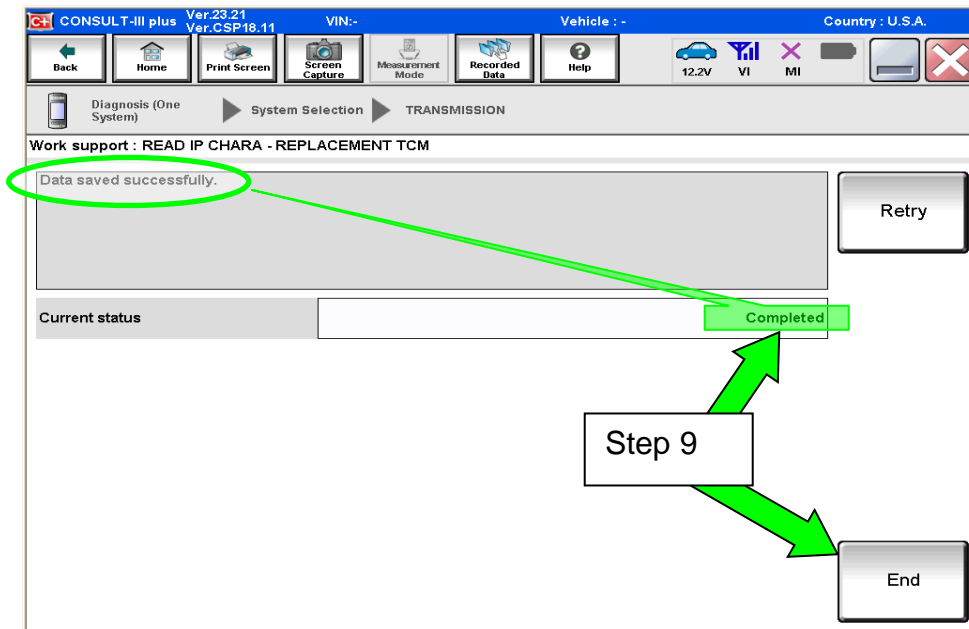 C+ CONSULT-III plus Ver.23.21 VIN:- Vehicle : - Country : U.S.A.
Ver.CSP18.11
Back Home Print Screen Screen Capture Measurement Mode Recorded Data Help 12.2V VI MI
Diagnosis (One System) System Selection TRANSMISSION
Work support : READ IP CHARA - REPLACEMENT TCM
Data saved successfully.
Retry
Current status Completed
Step 9
End